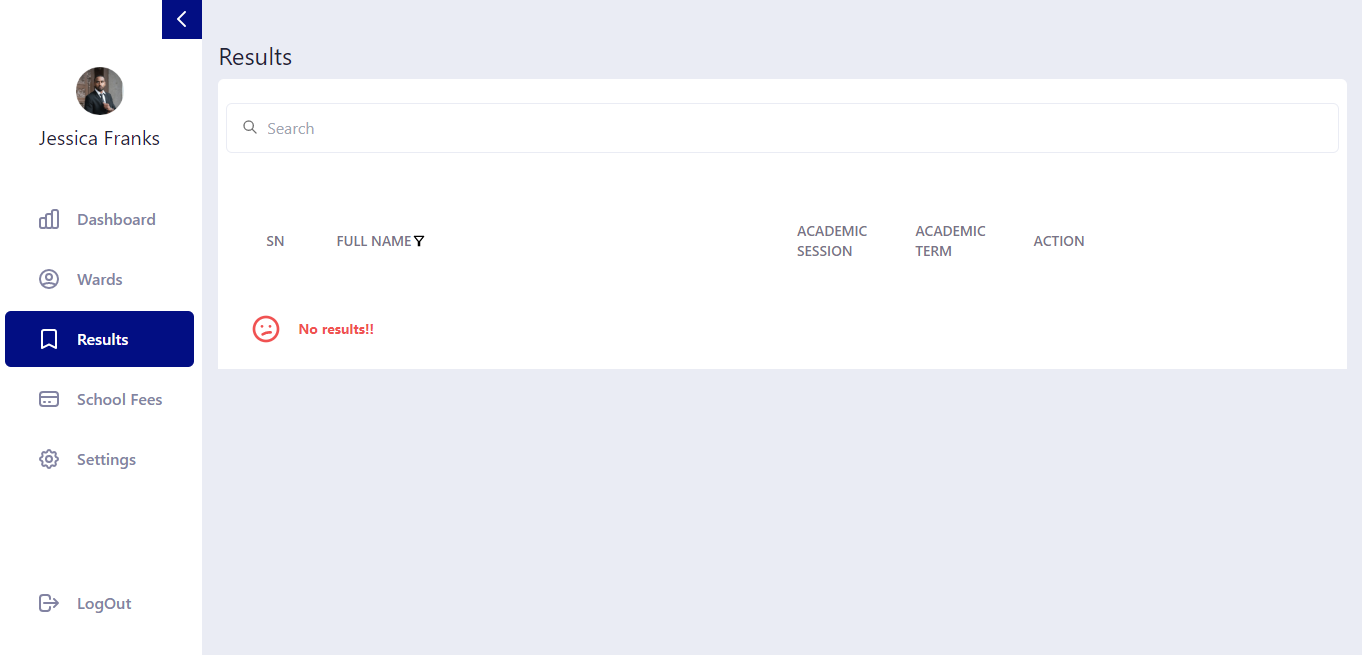 Jessica Franks
Dashboard
Wards
Results
School Fees
Settings
LogOut
Results
Search
SN
FULL NAME
ACADEMIC
SESSION
ACADEMIC
TERM
ACTION
No results!!